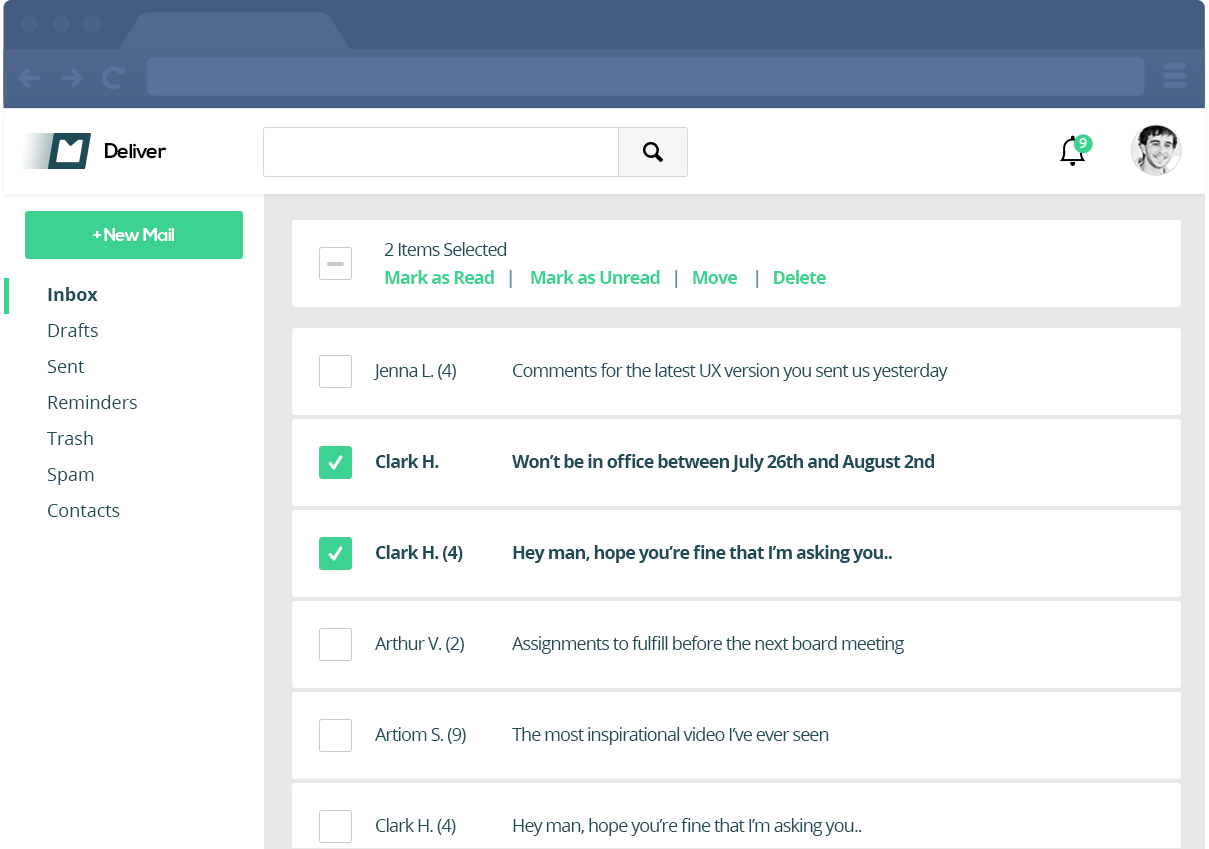 Deliver
9
+ New Mail
Inbox
Drafts
Sent
Reminders
Trash
Spam
Contacts
2 Items Selected
Mark as Read | Mark as Unread | Move | Delete
Jenna L. (4) Comments for the latest UX version you sent us yesterday
Clark H. Won’t be in office between July 26th and August 2nd
Clark H. (4) Hey man, hope you’re fine that I’m asking you..
Arthur V. (2) Assignments to fulfill before the next board meeting
Artiom S. (9) The most inspirational video I’ve ever seen
Clark H. (4) Hey man, hope you’re fine that I’m asking you..